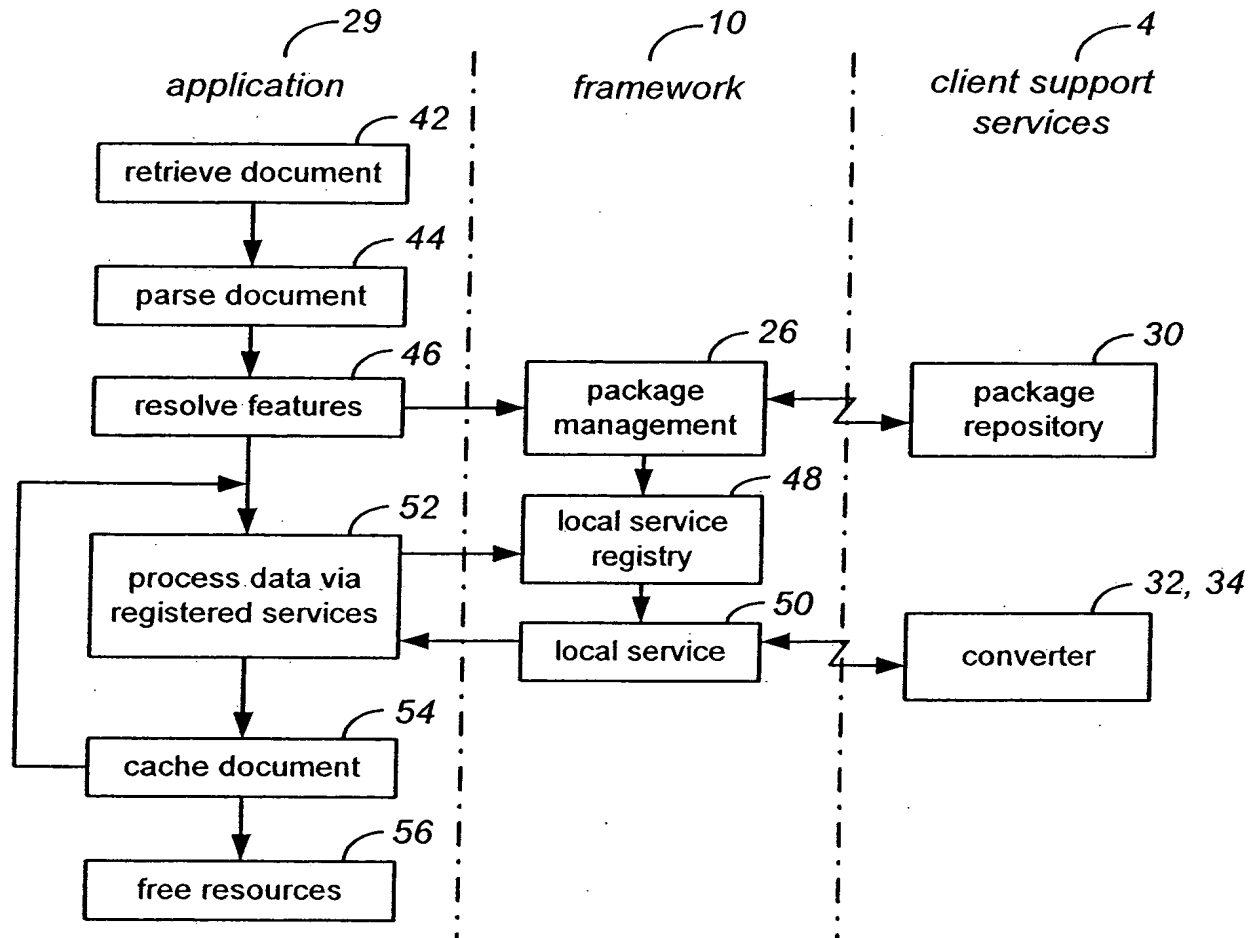 29
10
4
application
framework
client support
services
42
retrieve document
44
parse document
46
resolve features
26
package
management
30
package
repository
48
local service
registry
52
process data via
registered services
50
local service
32, 34
converter
54
cache document
56
free resources